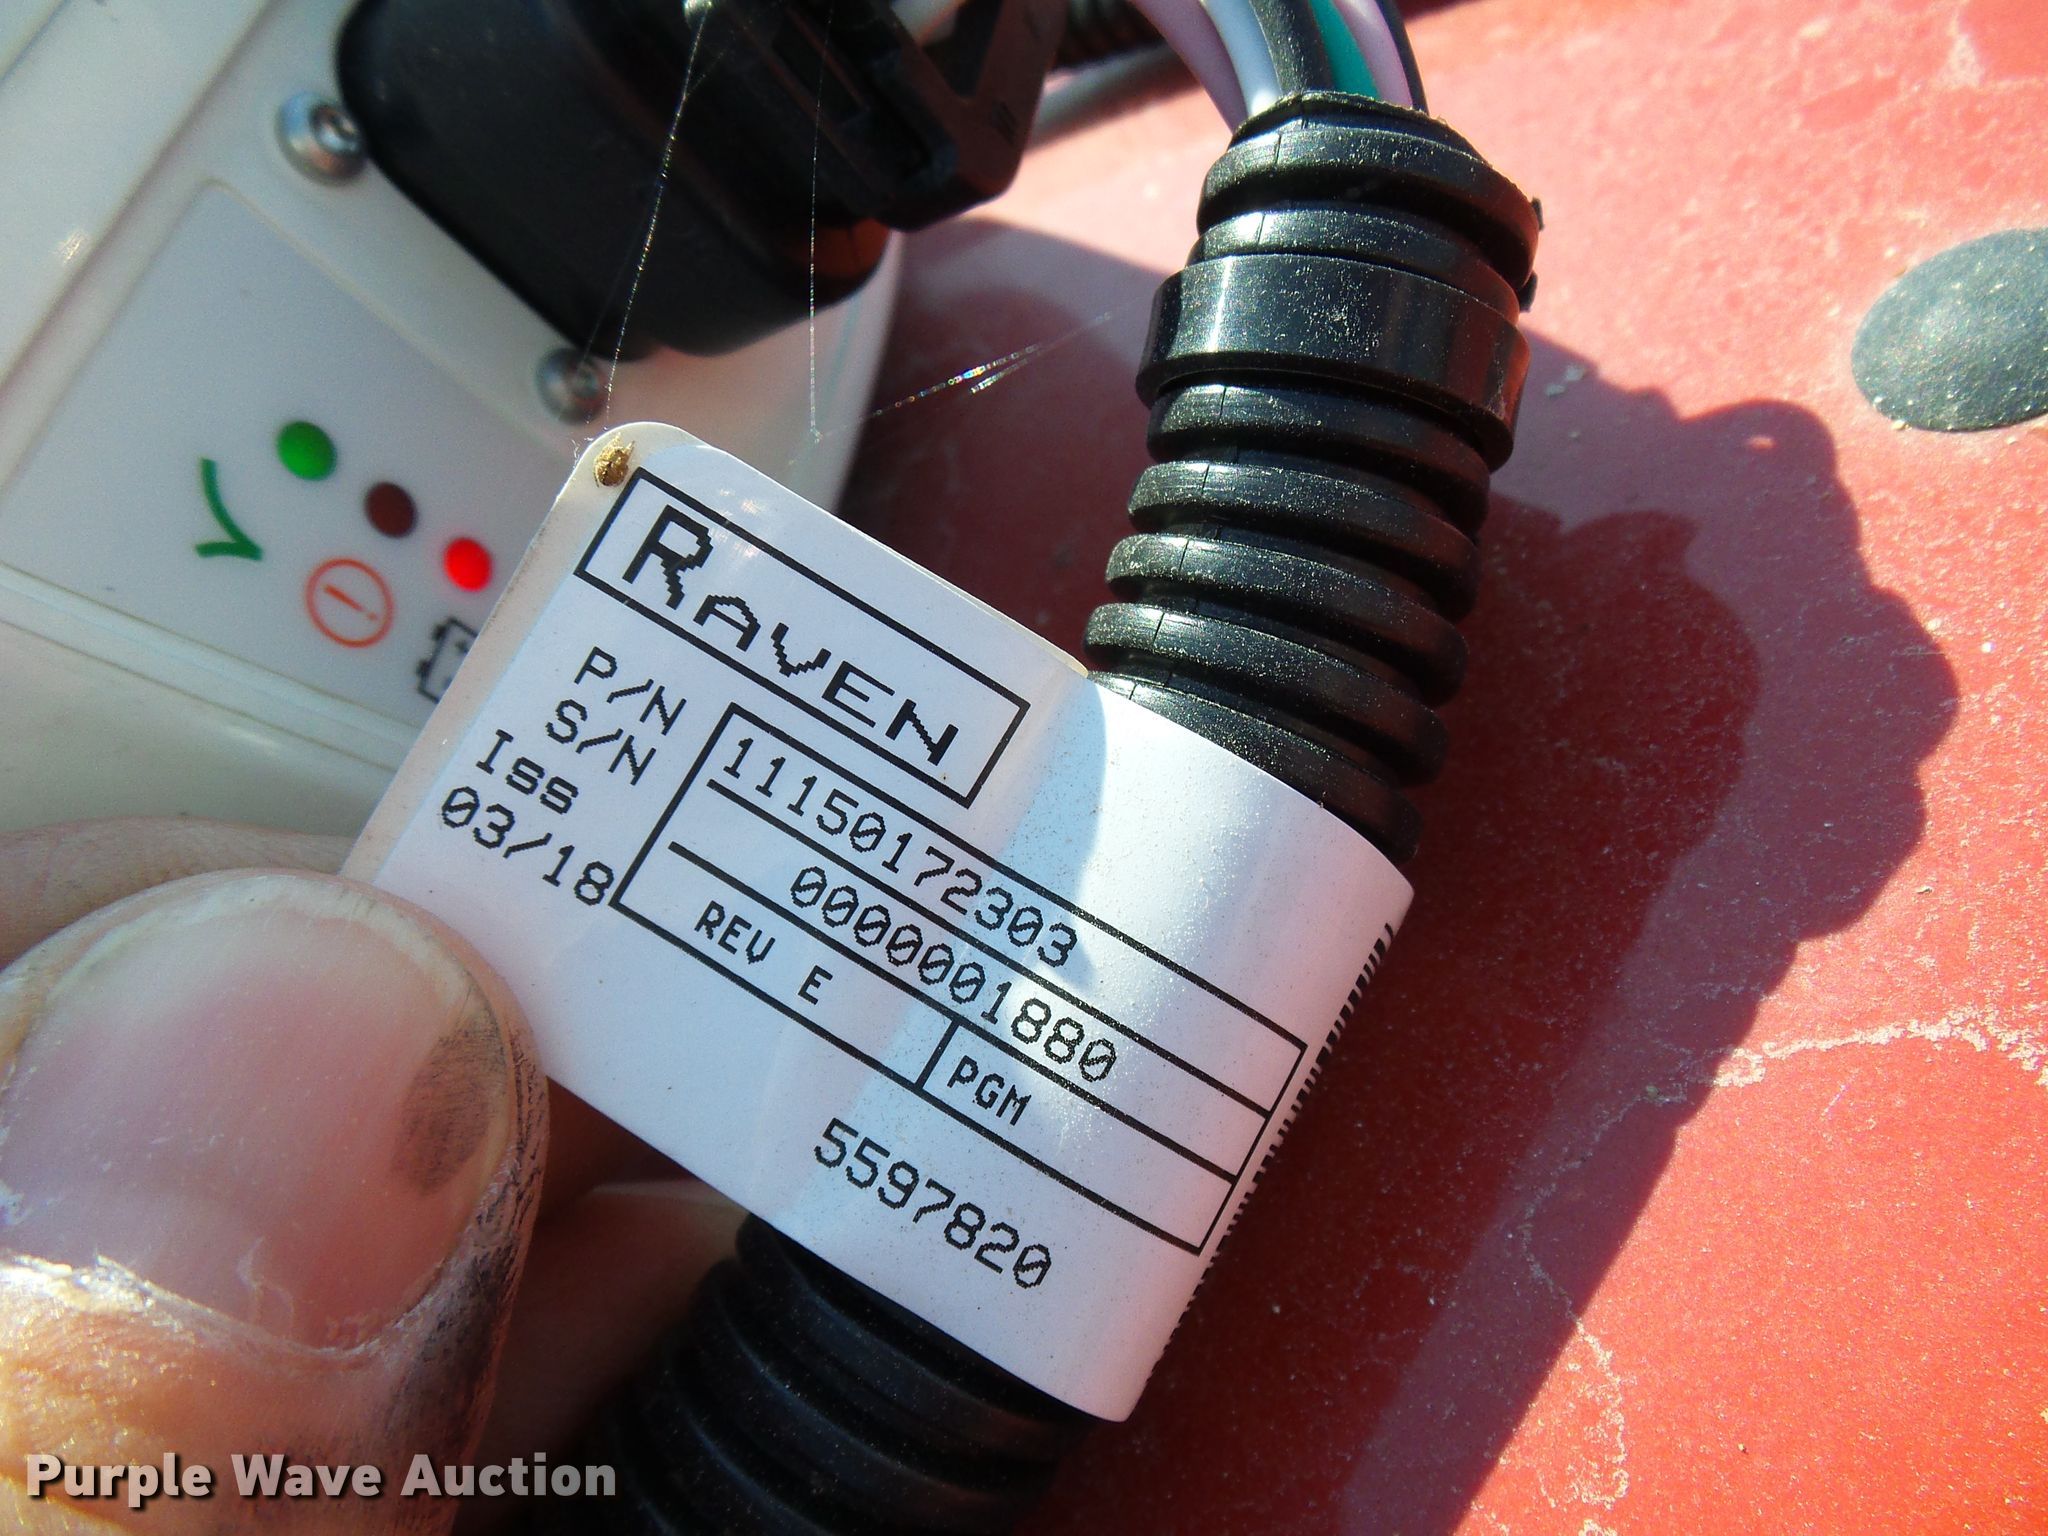 RAVEN
P/N 11150172303
S/N 0000001880
Iss REV E PGM
03/18
5597820
Purple Wave Auction